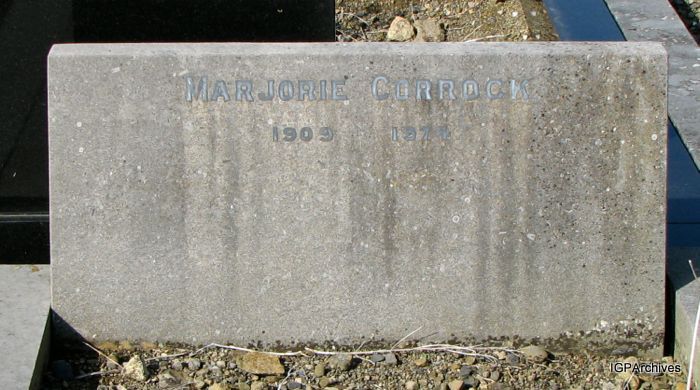 MARJORIE CORROCK
1909 1974
IGPArchives